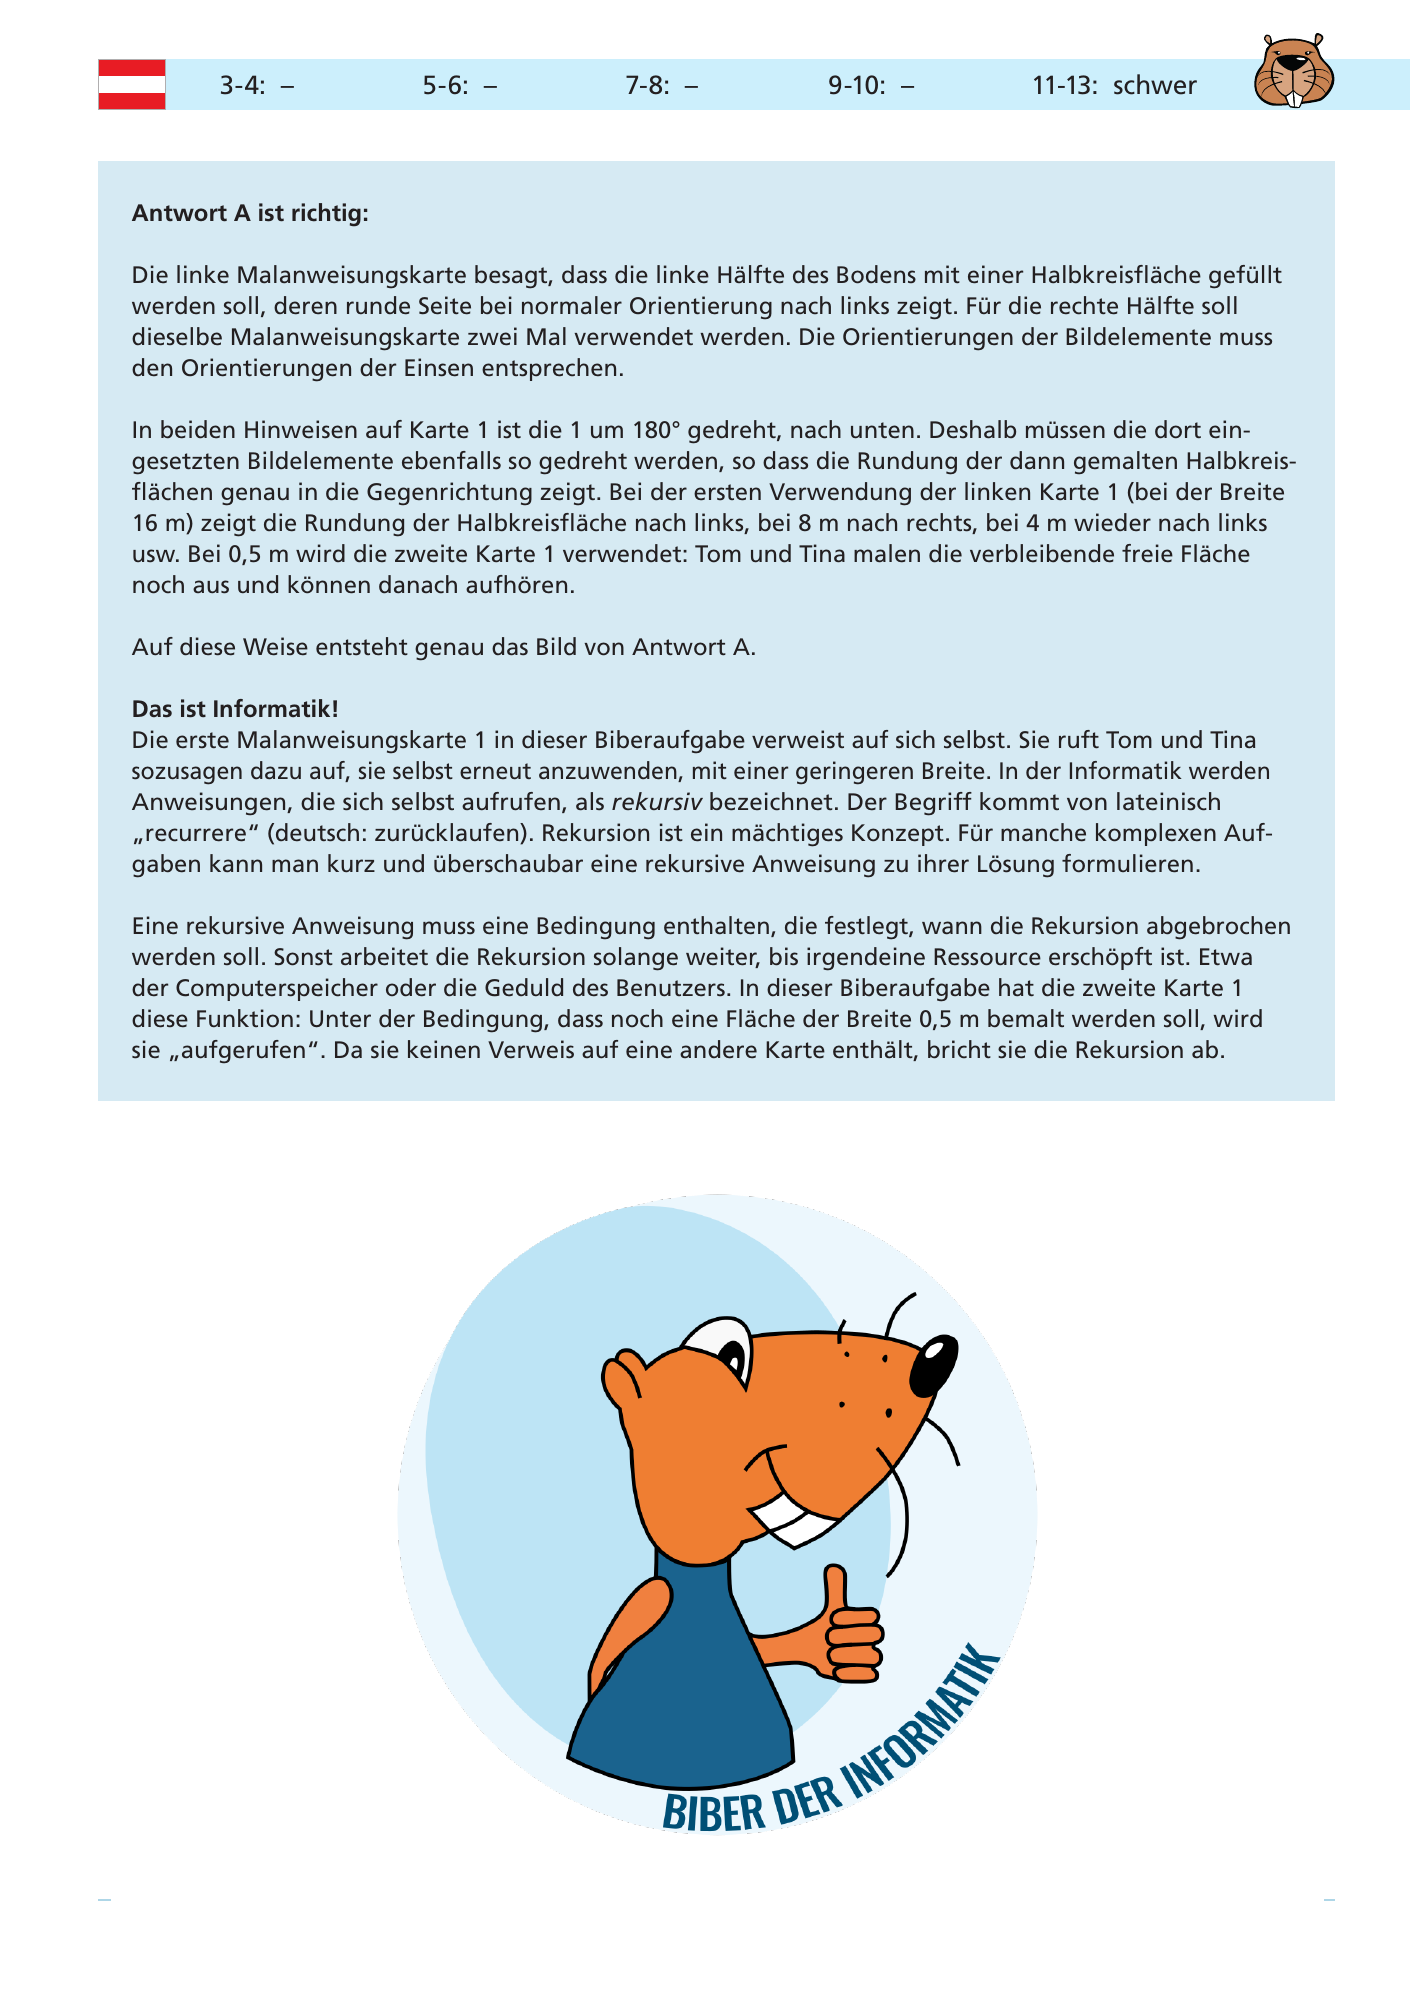 3-4: –   5-6: –   7-8: –   9-10: –   11-13: schwer
Antwort A ist richtig:
Die linke Malanweisungskarte besagt, dass die linke Hälfte des Bodens mit einer Halbkreisfläche gefüllt
werden soll, deren runde Seite bei normaler Orientierung nach links zeigt. Für die rechte Hälfte soll
dieselbe Malanweisungskarte zwei Mal verwendet werden. Die Orientierungen der Bildelemente muss
den Orientierungen der Einsen entsprechen.
In beiden Hinweisen auf Karte 1 ist die 1 um 180° gedreht, nach unten. Deshalb müssen die dort ein-
gesetzten Bildelemente ebenfalls so gedreht werden, so dass die Rundung der dann gemalten Halbkreis-
flächen genau in die Gegenrichtung zeigt. Bei der ersten Verwendung der linken Karte 1 (bei der Breite
16 m) zeigt die Rundung der Halbkreisfläche nach links, bei 8 m nach rechts, bei 4 m wieder nach links
usw. Bei 0,5 m wird die zweite Karte 1 verwendet: Tom und Tina malen die verbleibende freie Fläche
noch aus und können danach aufhören.
Auf diese Weise entsteht genau das Bild von Antwort A.
Das ist Informatik!
Die erste Malanweisungskarte 1 in dieser Biberaufgabe verweist auf sich selbst. Sie ruft Tom und Tina
sozusagen dazu auf, sie selbst erneut anzuwenden, mit einer geringeren Breite. In der Informatik werden
Anweisungen, die sich selbst aufrufen, als rekursiv bezeichnet. Der Begriff kommt von lateinisch
„recurrere“ (deutsch: zurücklaufen). Rekursion ist ein mächtiges Konzept. Für manche komplexen Auf-
gaben kann man kurz und überschaubar eine rekursive Anweisung zu ihrer Lösung formulieren.
Eine rekursive Anweisung muss eine Bedingung enthalten, die festlegt, wann die Rekursion abgebrochen
werden soll. Sonst arbeitet die Rekursion solange weiter, bis irgendeine Ressource erschöpft ist. Etwa
der Computerspeicher oder die Geduld des Benutzers. In dieser Biberaufgabe hat die zweite Karte 1
diese Funktion: Unter der Bedingung, dass noch eine Fläche der Breite 0,5 m bemalt werden soll, wird
sie „aufgerufen“. Da sie keinen Verweis auf eine andere Karte enthält, bricht sie die Rekursion ab.
BIBER DER INFORMATIK